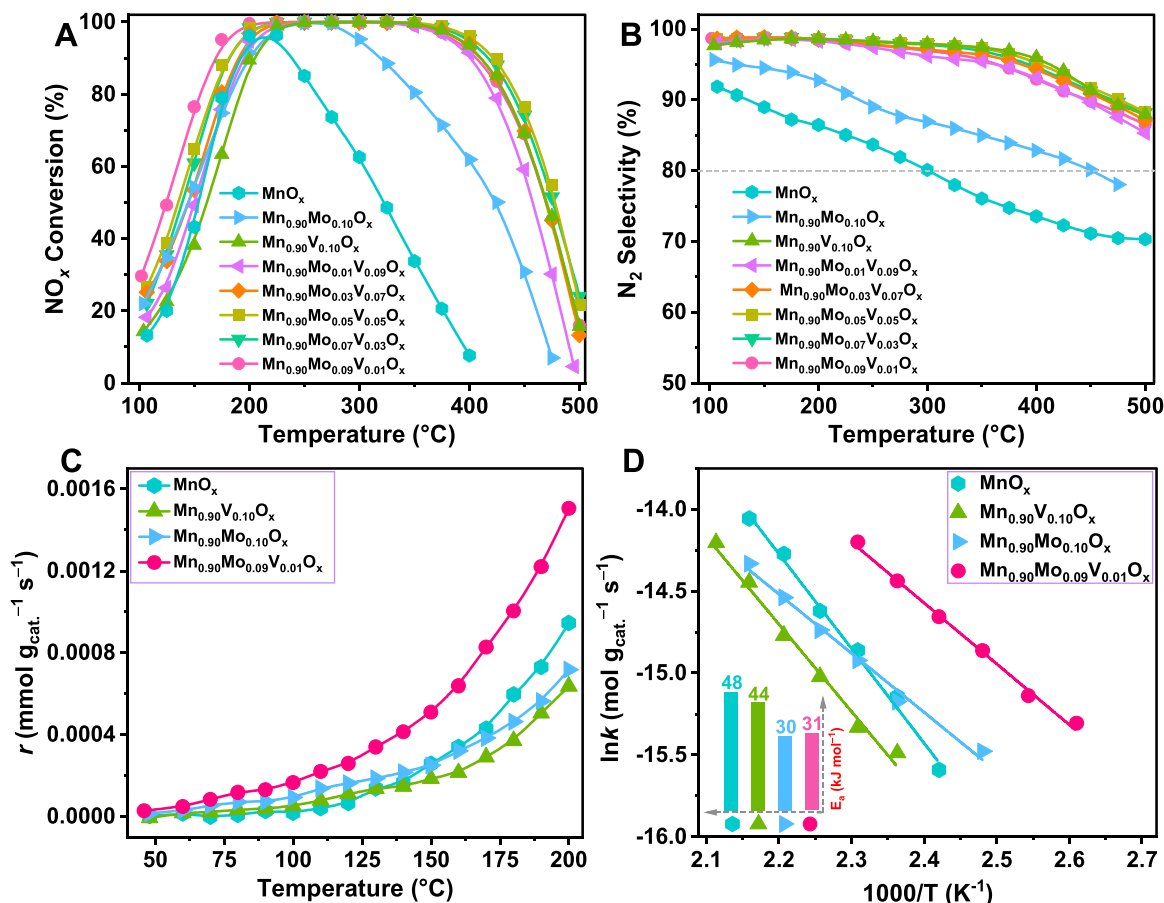 A
NOx Conversion (%)
100
80
60
40
20
0
MnOx
Mn0.90Mo0.10Ox
Mn0.90V0.10Ox
Mn0.90Mo0.01V0.09Ox
Mn0.90Mo0.03V0.07Ox
Mn0.90Mo0.05V0.05Ox
Mn0.90Mo0.07V0.03Ox
Mn0.90Mo0.09V0.01Ox
100 200 300 400 500
Temperature (°C)
B
N2 Selectivity (%)
100
90
80
70
60
50
MnOx
Mn0.90Mo0.10Ox
Mn0.90V0.10Ox
Mn0.90Mo0.01V0.09Ox
Mn0.90Mo0.03V0.07Ox
Mn0.90Mo0.05V0.05Ox
Mn0.90Mo0.07V0.03Ox
Mn0.90Mo0.09V0.01Ox
100 200 300 400 500
Temperature (°C)
C
r (mmol gcat.−1 s−1)
0.0016
0.0012
0.0008
0.0004
0.0000
MnOx
Mn0.90V0.10Ox
Mn0.90Mo0.10Ox
Mn0.90Mo0.09V0.01Ox
50 75 100 125 150 175 200
Temperature (°C)
D
lnk (mol gcat.−1 s−1)
-14.0
-14.5
-15.0
-15.5
-16.0
MnOx
Mn0.90V0.10Ox
Mn0.90Mo0.10Ox
Mn0.90Mo0.09V0.01Ox
48 44 30 31
Ea (kJ mol−1)
2.1 2.2 2.3 2.4 2.5 2.6 2.7
1000/T (K-1)